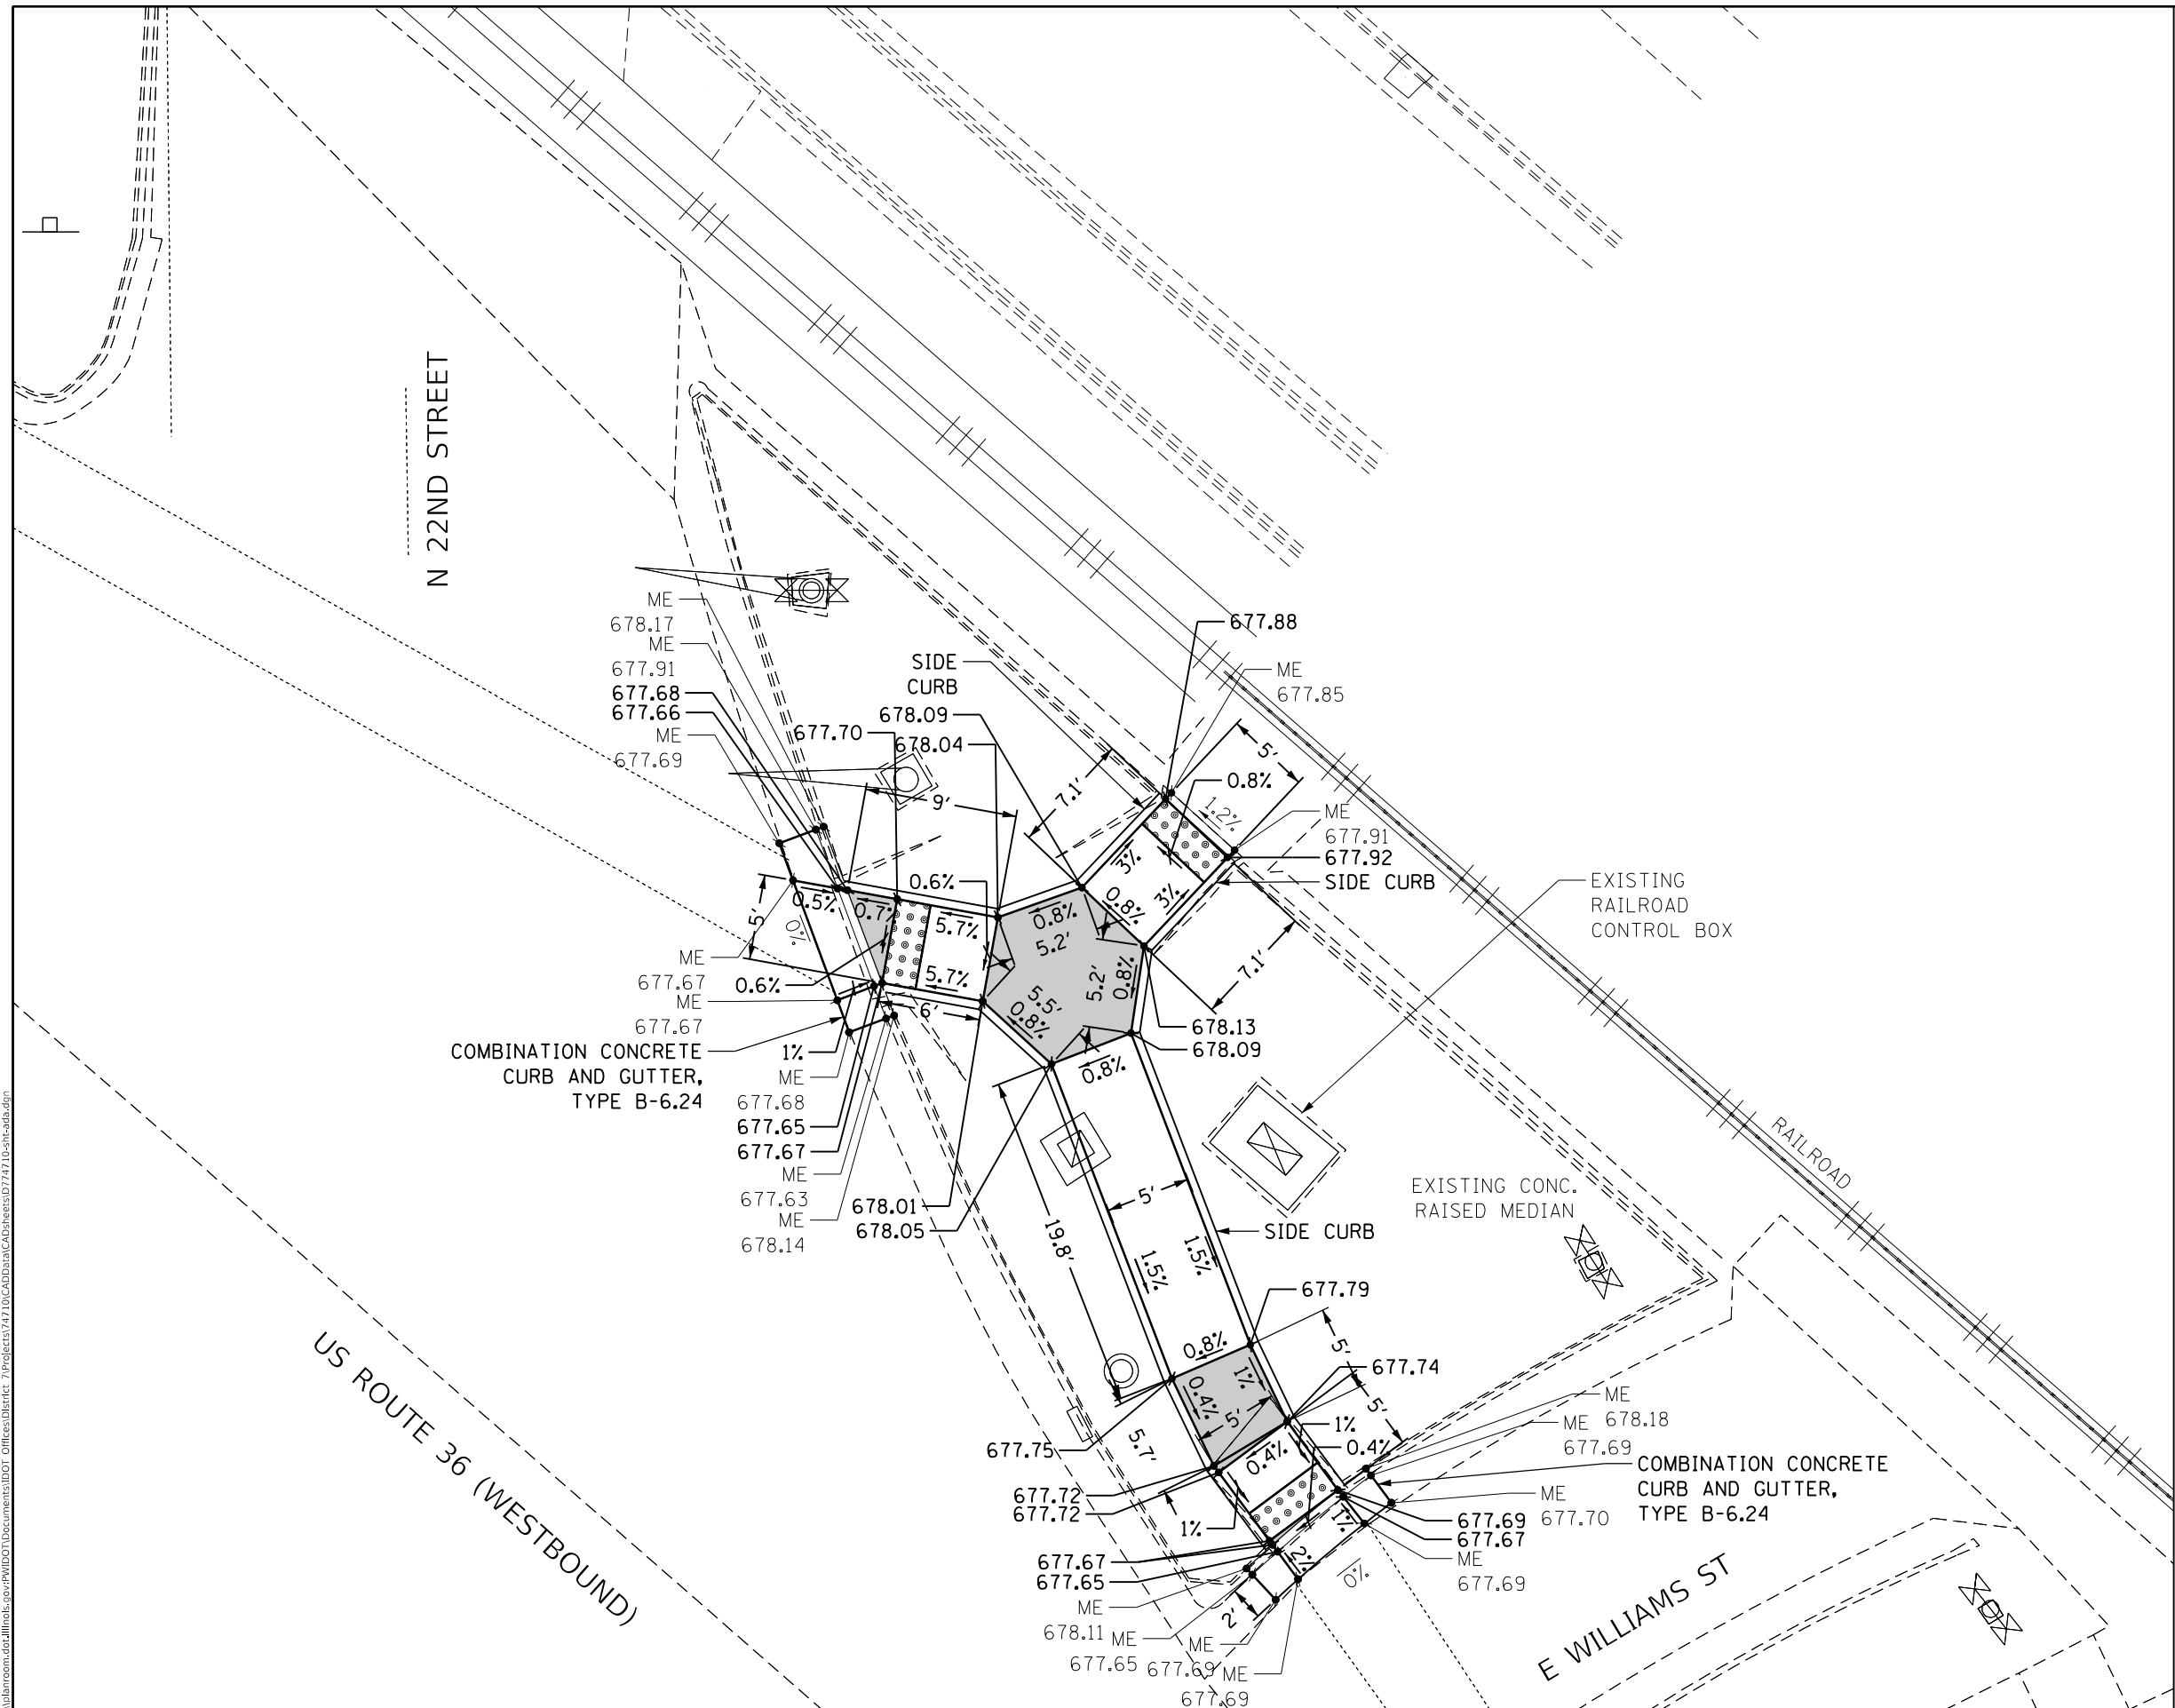 N 22ND STREET
ME
678.17
ME
677.91
677.68
677.66
ME
677.69
SIDE
CURB
678.09
677.70
678.04
677.88
ME
677.85
5'
7.1'
0.8%
1.2%
9'
ME
677.91
677.92
SIDE CURB
3%
3%
0.8%
EXISTING
RAILROAD
CONTROL BOX
0.6%
0.5%
0.7%
5.7%
5.7%
0.8%
5.2'
5.2'
0.8%
7.1'
5'
0%
ME
677.67
0.6%
ME
677.67
6'
5.5'
0.8%
0.8%
678.13
678.09
COMBINATION CONCRETE
CURB AND GUTTER,
TYPE B-6.24
1%
ME
677.68
677.65
677.67
ME
677.63
ME
678.14
678.01
678.05
19.8'
5'
1.5%
1.5%
SIDE CURB
EXISTING CONC.
RAISED MEDIAN
RAILROAD
677.79
0.8%
5'
677.74
5'
0.4%
1%
5'
ME
678.18
ME
677.69
1%
0.4%
0.4%
677.75
5.7'
COMBINATION CONCRETE
CURB AND GUTTER,
TYPE B-6.24
ME
677.70
677.72
677.72
1%
677.69
677.67
1%
.2%
ME
677.69
0%
677.67
677.65
ME
678.11
2'
ME
677.65
ME
677.69
ME
677.69
US ROUTE 36 (WESTBOUND)
E WILLIAMS ST